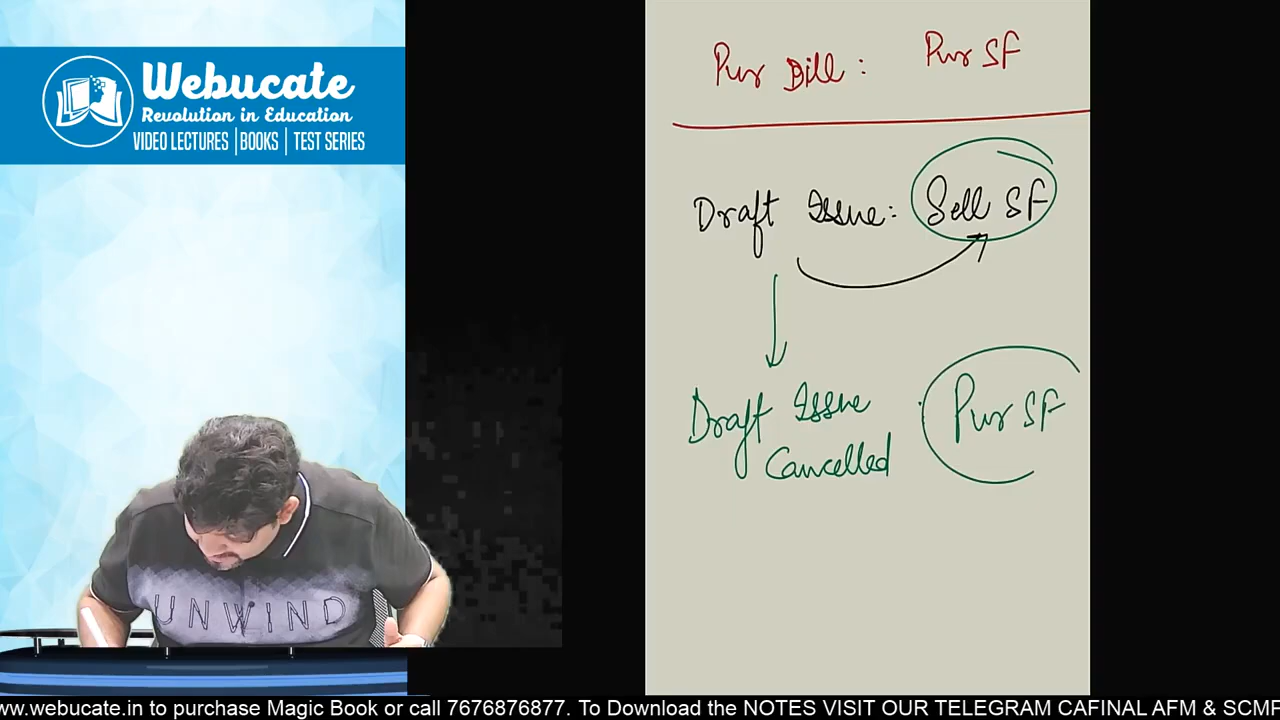 Webucate
Revolution in Education
VIDEO LECTURES | BOOKS | TEST SERIES
Pur Bill : Pur SF
Draft Issue: Sell SF
Draft Issue
Cancelled
Pur SF
UNWIND
ww.webucate.in to purchase Magic Book or call 7676876877. To Download the NOTES VISIT OUR TELEGRAM CAFINAL AFM & SCMP